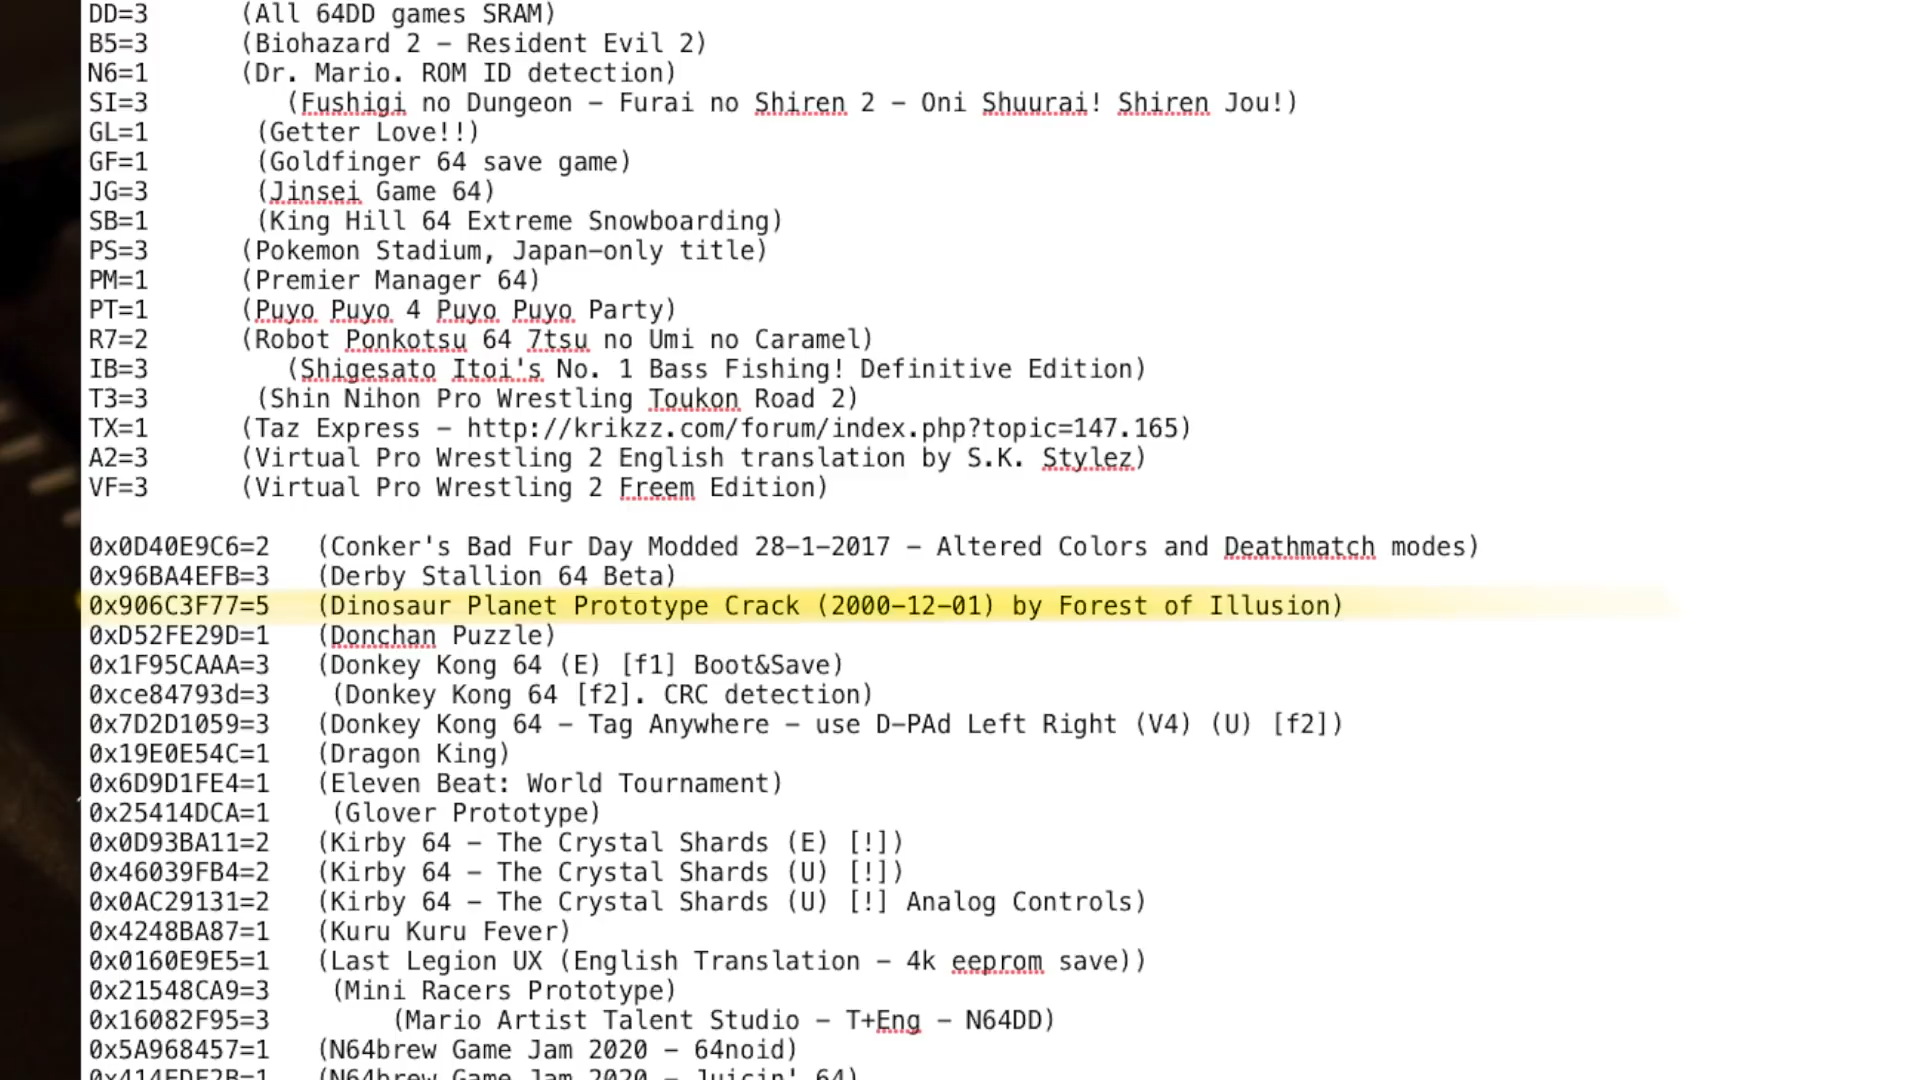 DD=3 (All 64DD games SRAM)
B5=3 (Biohazard 2 – Resident Evil 2)
N6=1 (Dr. Mario. ROM ID detection)
SI=3 (Fushigi no Dungeon – Furai no Shiren 2 – Oni Shuurai! Shiren Jou!)
GL=1 (Getter Love!!)
GF=1 (Goldfinger 64 save game)
JG=3 (Jinsei Game 64)
SB=1 (King Hill 64 Extreme Snowboarding)
PS=3 (Pokemon Stadium, Japan–only title)
PM=1 (Premier Manager 64)
PT=1 (Puyo Puyo 4 Puyo Puyo Party)
R7=2 (Robot Ponkotsu 64 7tsu no Umi no Caramel)
IB=3 (Shigesato Itoi's No. 1 Bass Fishing! Definitive Edition)
T3=3 (Shin Nihon Pro Wrestling Toukon Road 2)
TX=1 (Taz Express – http://krikzz.com/forum/index.php?topic=147.165)
A2=3 (Virtual Pro Wrestling 2 English translation by S.K. Stylez)
VF=3 (Virtual Pro Wrestling 2 Freem Edition)
0x0D40E9C6=2 (Conker's Bad Fur Day Modded 28–1–2017 – Altered Colors and Deathmatch modes)
0x96BA4EFB=3 (Derby Stallion 64 Beta)
0x906C3F77=5 (Dinosaur Planet Prototype Crack (2000–12–01) by Forest of Illusion)
0xD52FE29D=1 (Donchan Puzzle)
0x1F95CAAA=3 (Donkey Kong 64 (E) [f1] Boot&Save)
0xce84793d=3 (Donkey Kong 64 [f2]. CRC detection)
0x7D2D1059=3 (Donkey Kong 64 – Tag Anywhere – use D–PAd Left Right (V4) (U) [f2])
0x19E0E54C=1 (Dragon King)
0x6D9D1FE4=1 (Eleven Beat: World Tournament)
0x25414DCA=1 (Glover Prototype)
0x0D93BA11=2 (Kirby 64 – The Crystal Shards (E) [!])
0x46039FB4=2 (Kirby 64 – The Crystal Shards (U) [!])
0x0AC29131=2 (Kirby 64 – The Crystal Shards (U) [!] Analog Controls)
0x4248BA87=1 (Kuru Kuru Fever)
0x0160E9E5=1 (Last Legion UX (English Translation – 4k eeprom save))
0x21548CA9=3 (Mini Racers Prototype)
0x16082F95=3 (Mario Artist Talent Studio – T+Eng – N64DD)
0x5A968457=1 (N64brew Game Jam 2020 – 64noid)
(N64brew Game Jam 2020 – Juicin' 64)